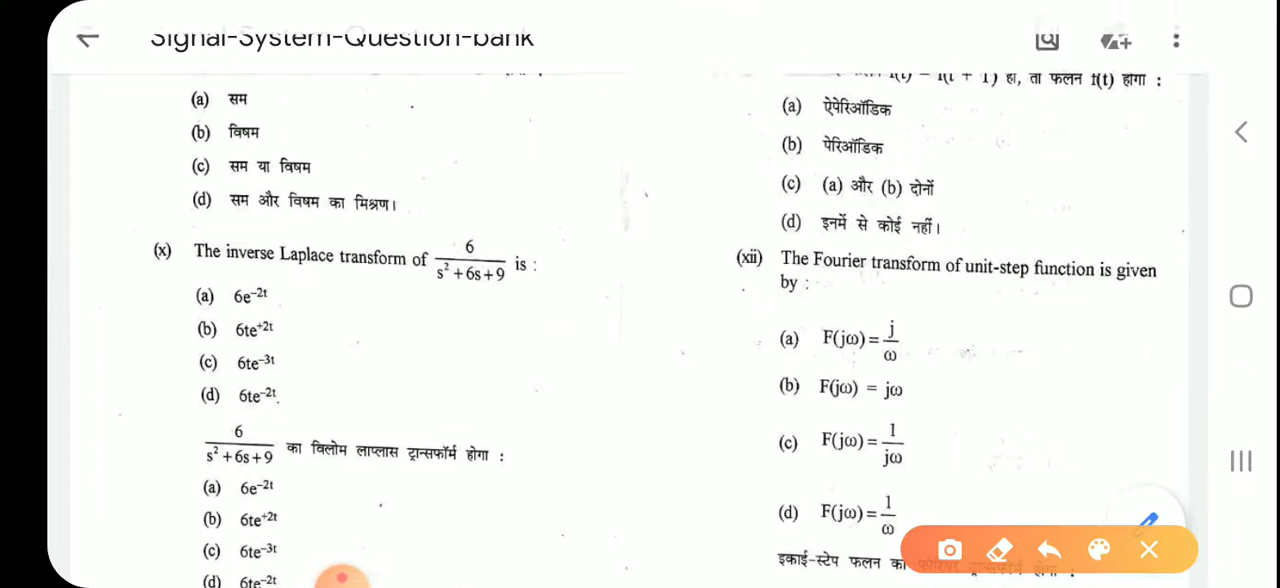 Signal-System-Question-bank
(a) सम
(b) विषम
(c) सम या विषम
(d) सम और विषम का मिश्रण।
(x) The inverse Laplace transform of 6/(s²+6s+9) is :
(a) 6e⁻²ᵗ
(b) 6te⁺²ᵗ
(c) 6te⁻³ᵗ
(d) 6te⁻²ᵗ.
6/(s²+6s+9) का विलोम लाप्लास ट्रान्सफॉर्म होगा :
(a) 6e⁻²ᵗ
(b) 6te⁺²ᵗ
(c) 6te⁻³ᵗ
(d) 6te⁻²ᵗ
f(t) = f(t + 1) हो, तो फलन f(t) होगा :
(a) ऐपेरिऑडिक
(b) पेरिऑडिक
(c) (a) और (b) दोनों
(d) इनमें से कोई नहीं।
(xii) The Fourier transform of unit-step function is given
by :
(a) F(jω) = j/ω
(b) F(jω) = jω
(c) F(jω) = 1/jω
(d) F(jω) = 1/ω
इकाई-स्टेप फलन का फोरियर ट्रान्सफॉर्म होगा :